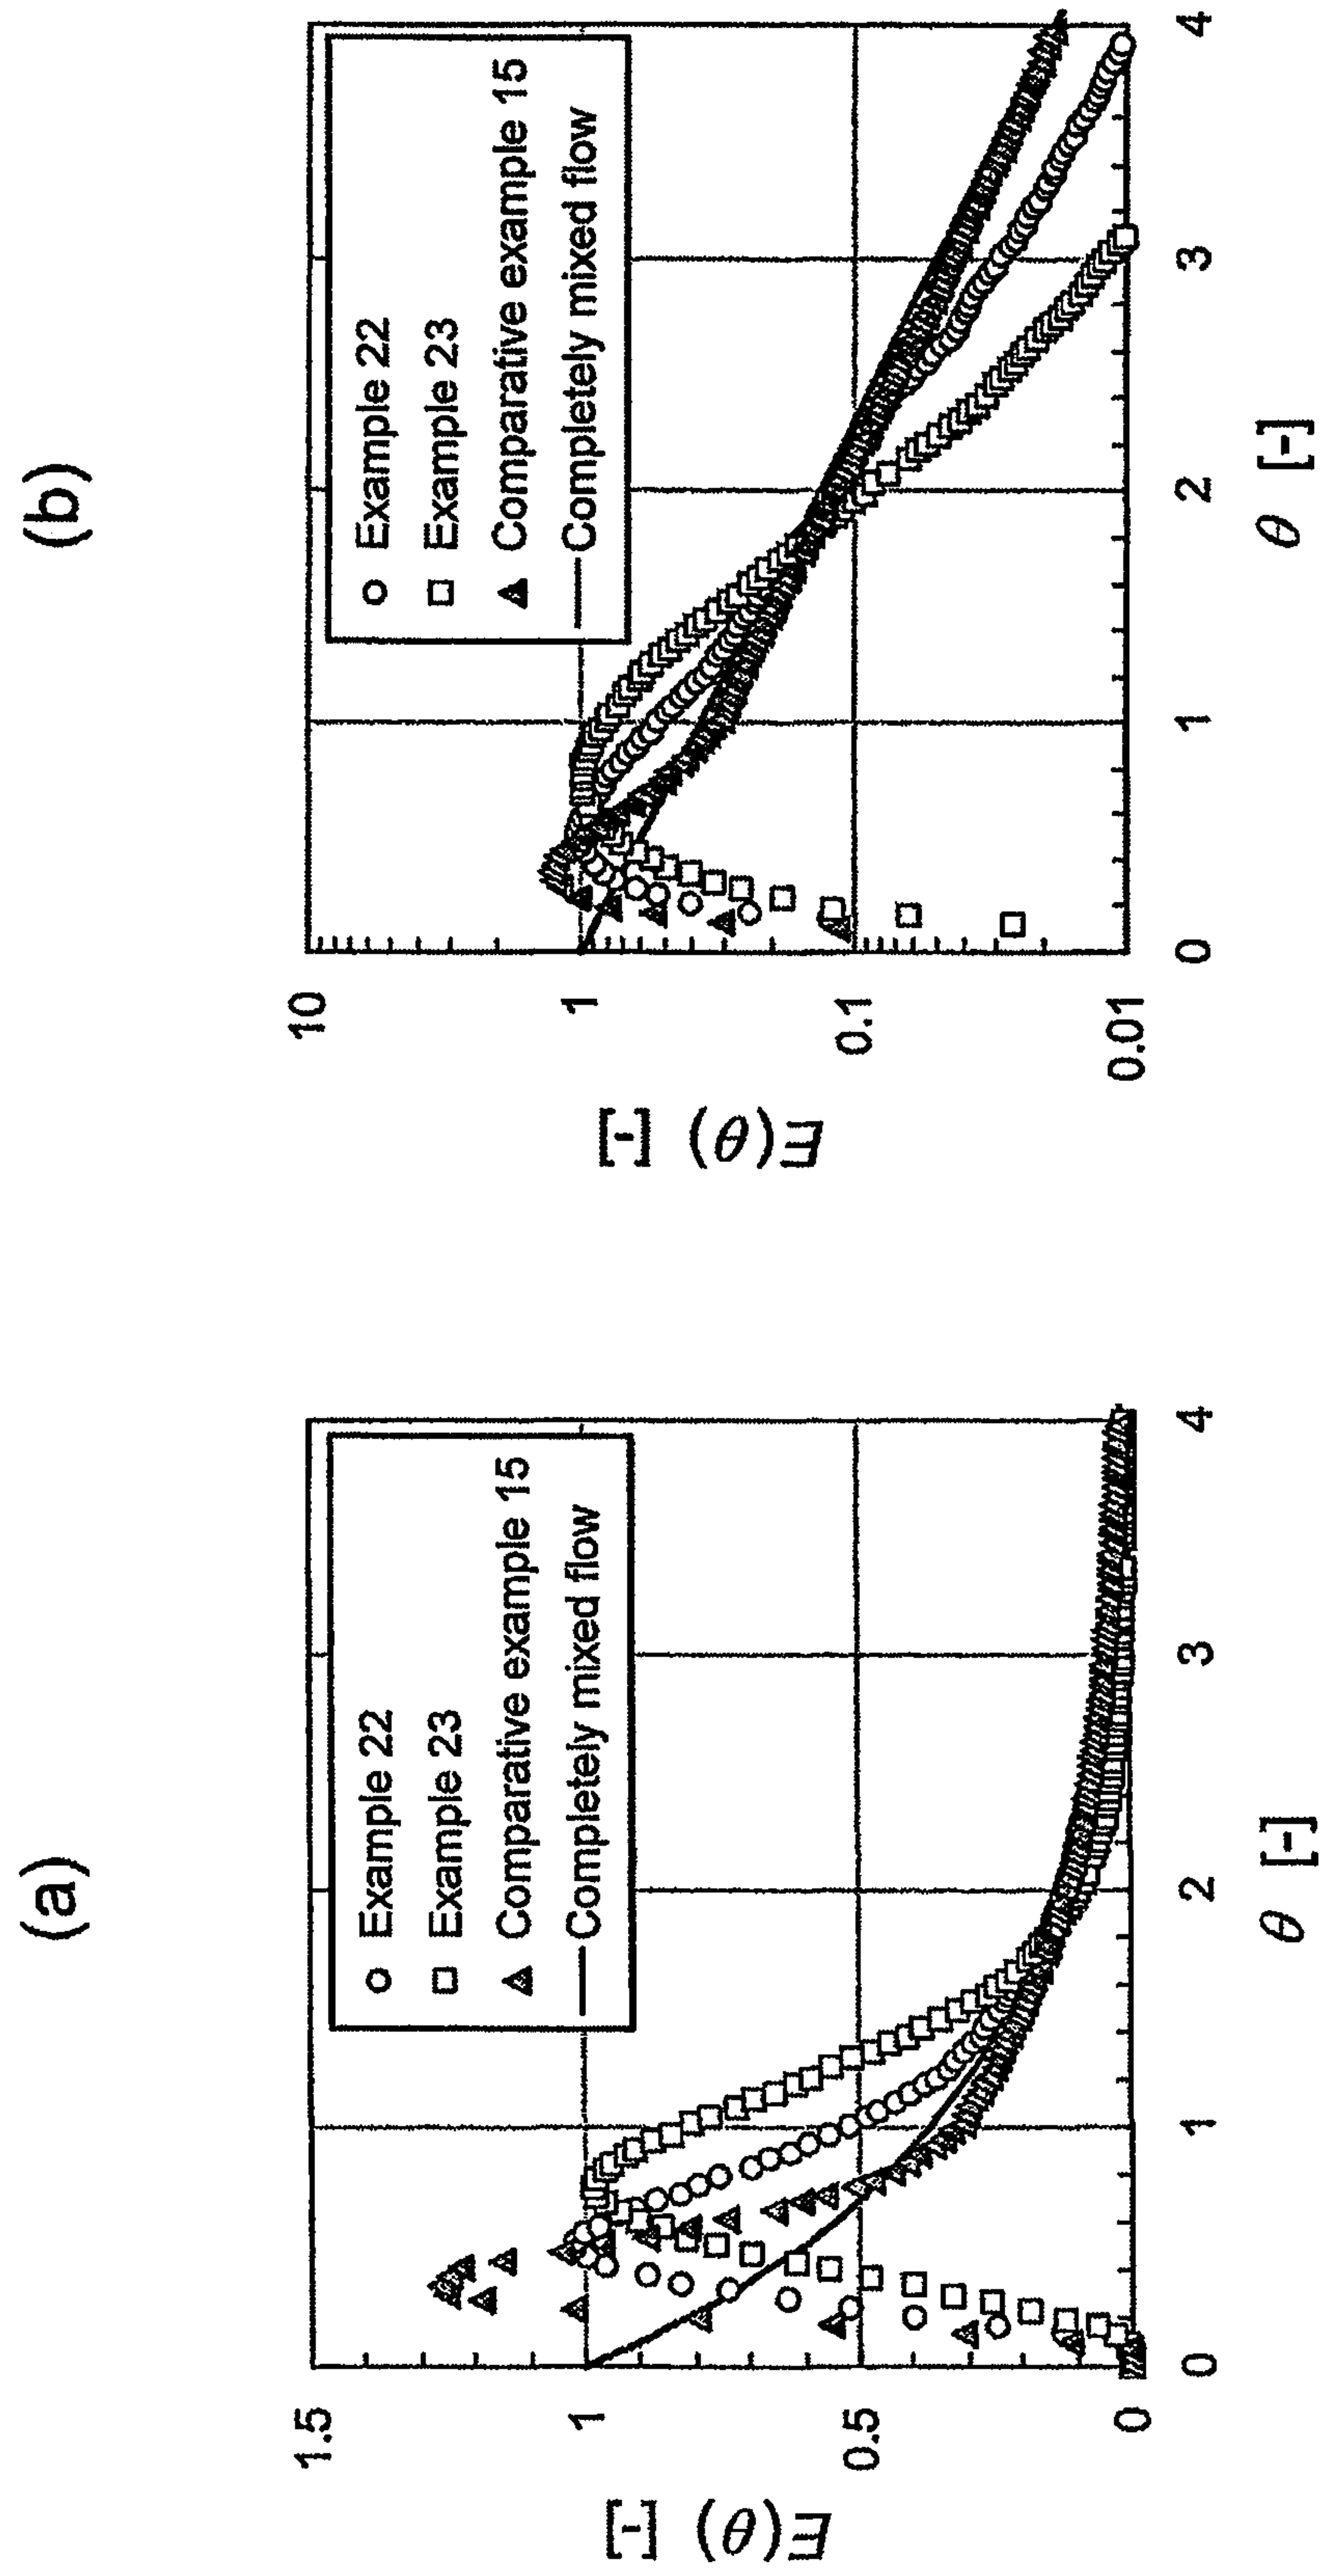 (a)
E(θ) [-]
1.5
1
0.5
0
Example 22
Example 23
Comparative example 15
Completely mixed flow
0
1
2
3
4
θ [-]
(b)
E(θ) [-]
10
1
0.1
0.01
Example 22
Example 23
Comparative example 15
Completely mixed flow
0
1
2
3
4
θ [-]